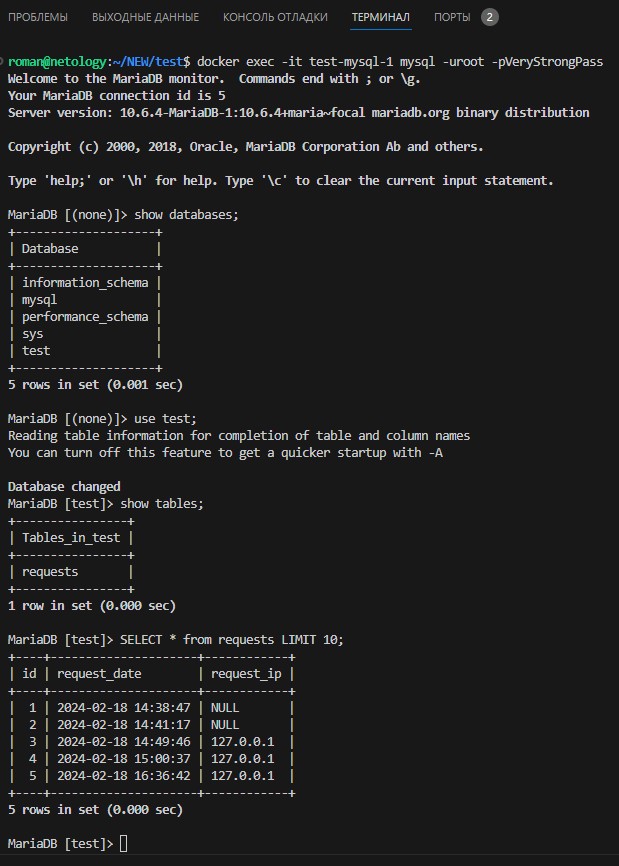 ПРОБЛЕМЫ ВЫХОДНЫЕ ДАННЫЕ КОНСОЛЬ ОТЛАДКИ ТЕРМИНАЛ ПОРТЫ 2
roman@netology:~/NEW/test$ docker exec -it test-mysql-1 mysql -uroot -pVeryStrongPass
Welcome to the MariaDB monitor.  Commands end with ; or \g.
Your MariaDB connection id is 5
Server version: 10.6.4-MariaDB-1:10.6.4+maria~focal mariadb.org binary distribution

Copyright (c) 2000, 2018, Oracle, MariaDB Corporation Ab and others.

Type 'help;' or '\h' for help. Type '\c' to clear the current input statement.

MariaDB [(none)]> show databases;
+--------------------+
| Database           |
+--------------------+
| information_schema |
| mysql              |
| performance_schema |
| sys                |
| test               |
+--------------------+
5 rows in set (0.001 sec)

MariaDB [(none)]> use test;
Reading table information for completion of table and column names
You can turn off this feature to get a quicker startup with -A

Database changed
MariaDB [test]> show tables;
+----------------+
| Tables_in_test |
+----------------+
| requests       |
+----------------+
1 row in set (0.000 sec)

MariaDB [test]> SELECT * from requests LIMIT 10;
+----+---------------------+------------+
| id | request_date        | request_ip |
+----+---------------------+------------+
|  1 | 2024-02-18 14:38:47 | NULL       |
|  2 | 2024-02-18 14:41:17 | NULL       |
|  3 | 2024-02-18 14:49:46 | 127.0.0.1  |
|  4 | 2024-02-18 15:00:37 | 127.0.0.1  |
|  5 | 2024-02-18 16:36:42 | 127.0.0.1  |
+----+---------------------+------------+
5 rows in set (0.000 sec)

MariaDB [test]>